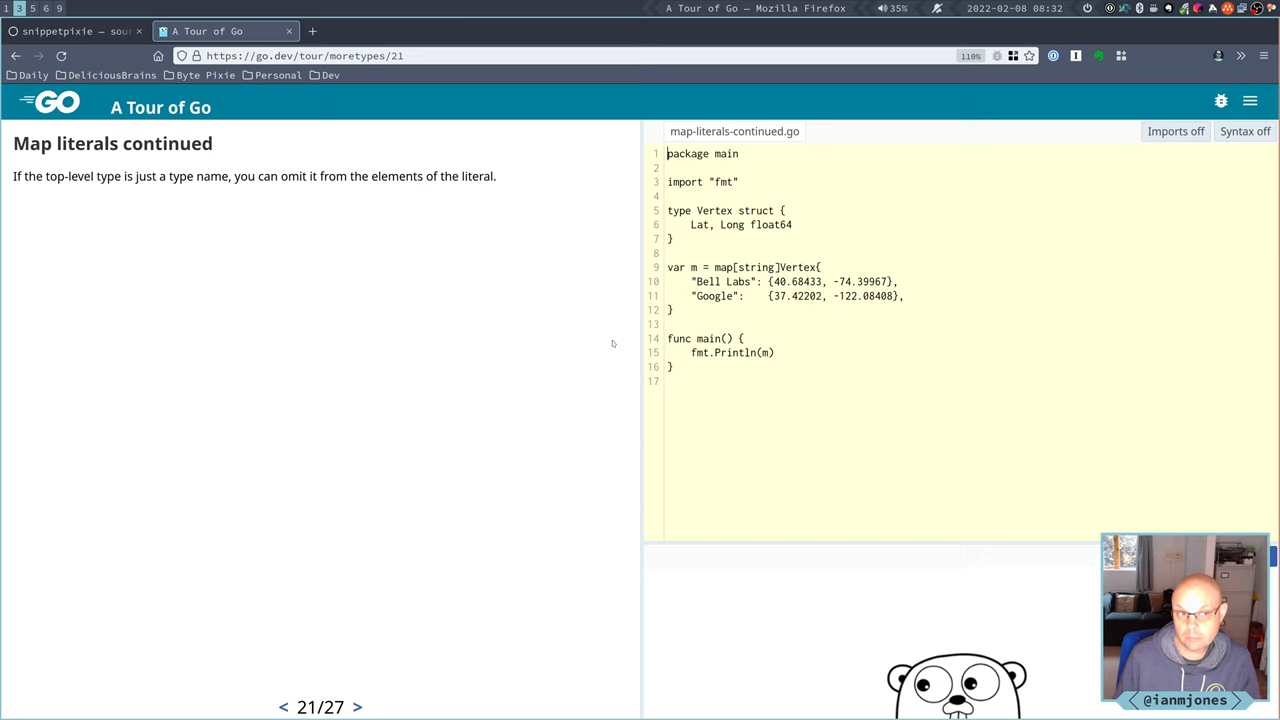 1 3 5 6 9
A Tour of Go — Mozilla Firefox
35%
2022-02-08 08:32
snippetpixie — sour
A Tour of Go
https://go.dev/tour/moretypes/21
110%
Daily
DeliciousBrains
Byte Pixie
Personal
Dev
GO
A Tour of Go
Map literals continued
If the top-level type is just a type name, you can omit it from the elements of the literal.
< 21/27 >
map-literals-continued.go
Imports off
Syntax off
1 package main
2
3 import "fmt"
4
5 type Vertex struct {
6 Lat, Long float64
7 }
8
9 var m = map[string]Vertex{
10 "Bell Labs": {40.68433, -74.39967},
11 "Google": {37.42202, -122.08408},
12 }
13
14 func main() {
15 fmt.Println(m)
16 }
17
@ianmjones